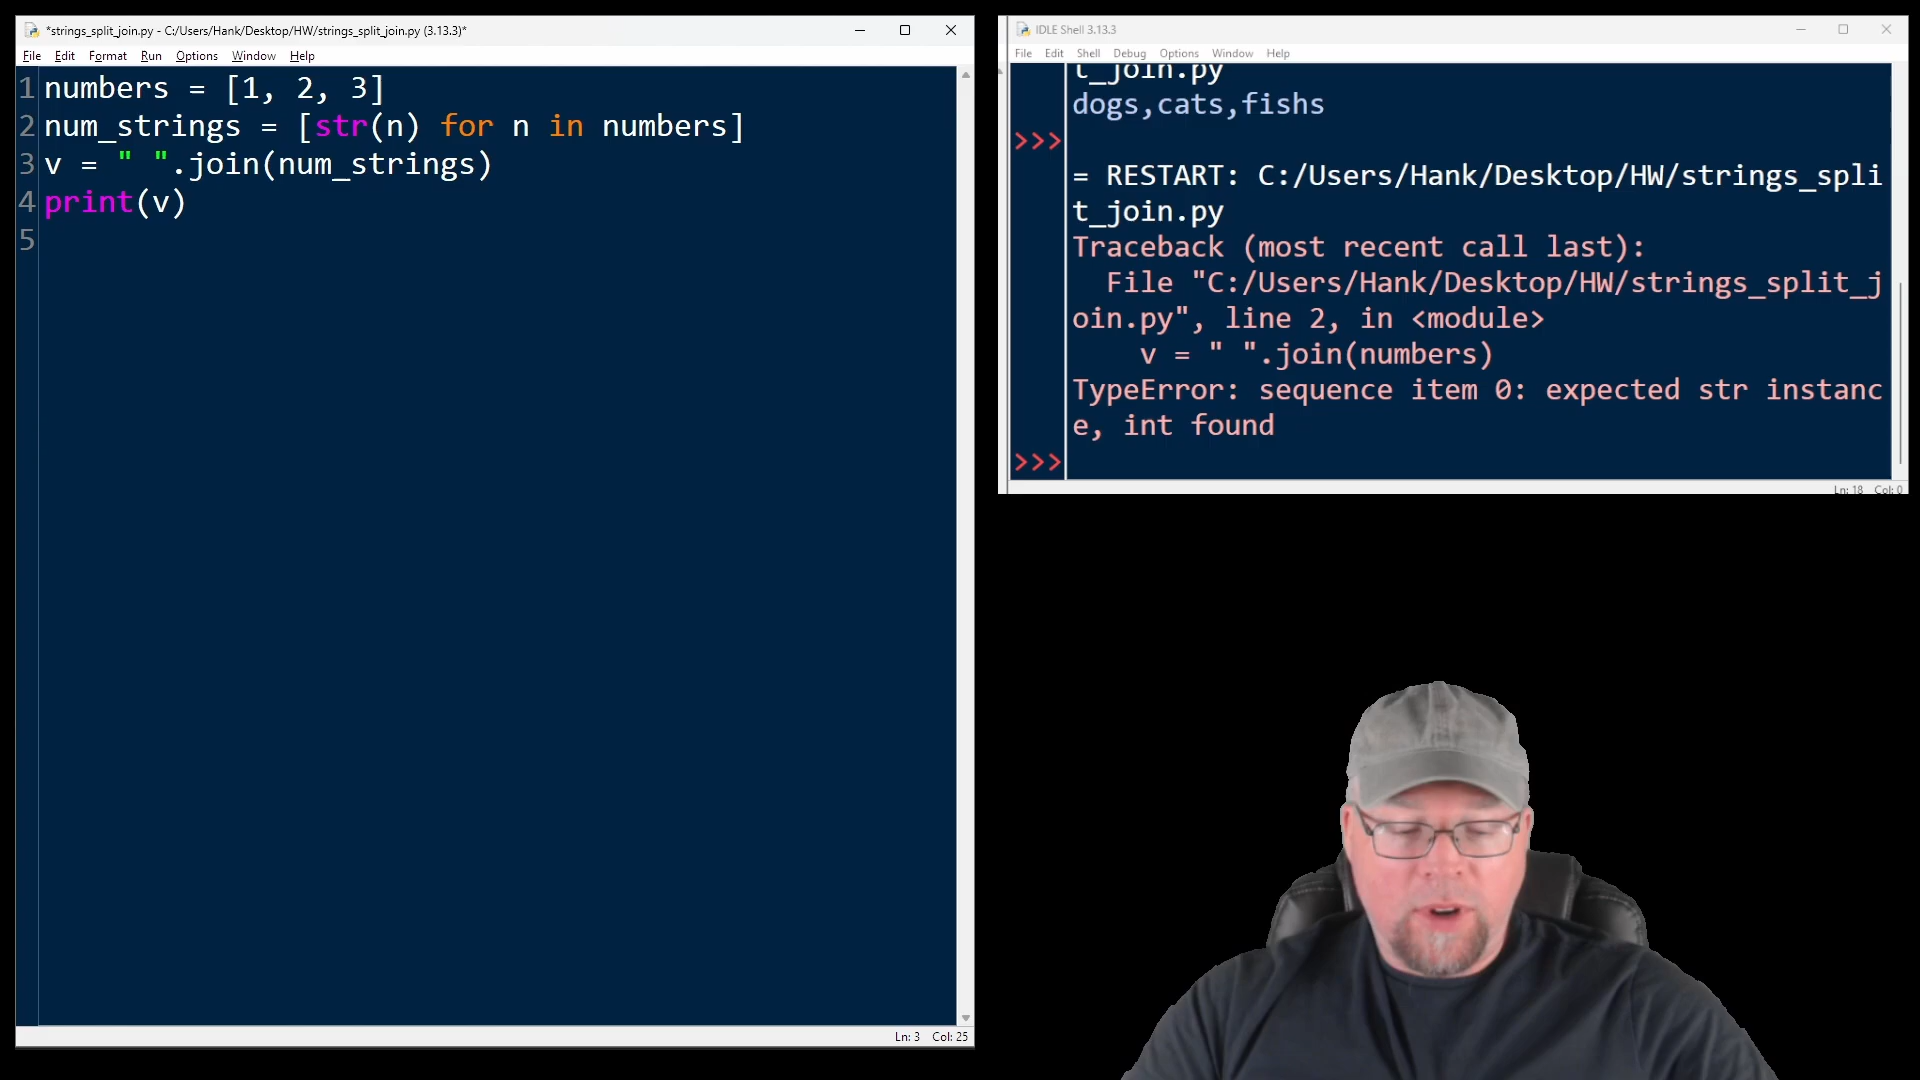 *strings_split_join.py - C:/Users/Hank/Desktop/HW/strings_split_join.py (3.13.3)*
File Edit Format Run Options Window Help
1 numbers = [1, 2, 3]
2 num_strings = [str(n) for n in numbers]
3 v = " ".join(num_strings)
4 print(v)
5
Ln: 3 Col: 25
IDLE Shell 3.13.3
File Edit Shell Debug Options Window Help
t_join.py
dogs,cats,fishs
>>>
= RESTART: C:/Users/Hank/Desktop/HW/strings_spli
t_join.py
Traceback (most recent call last):
File "C:/Users/Hank/Desktop/HW/strings_split_j
oin.py", line 2, in <module>
v = " ".join(numbers)
TypeError: sequence item 0: expected str instanc
e, int found
>>>
Ln: 18 Col: 0